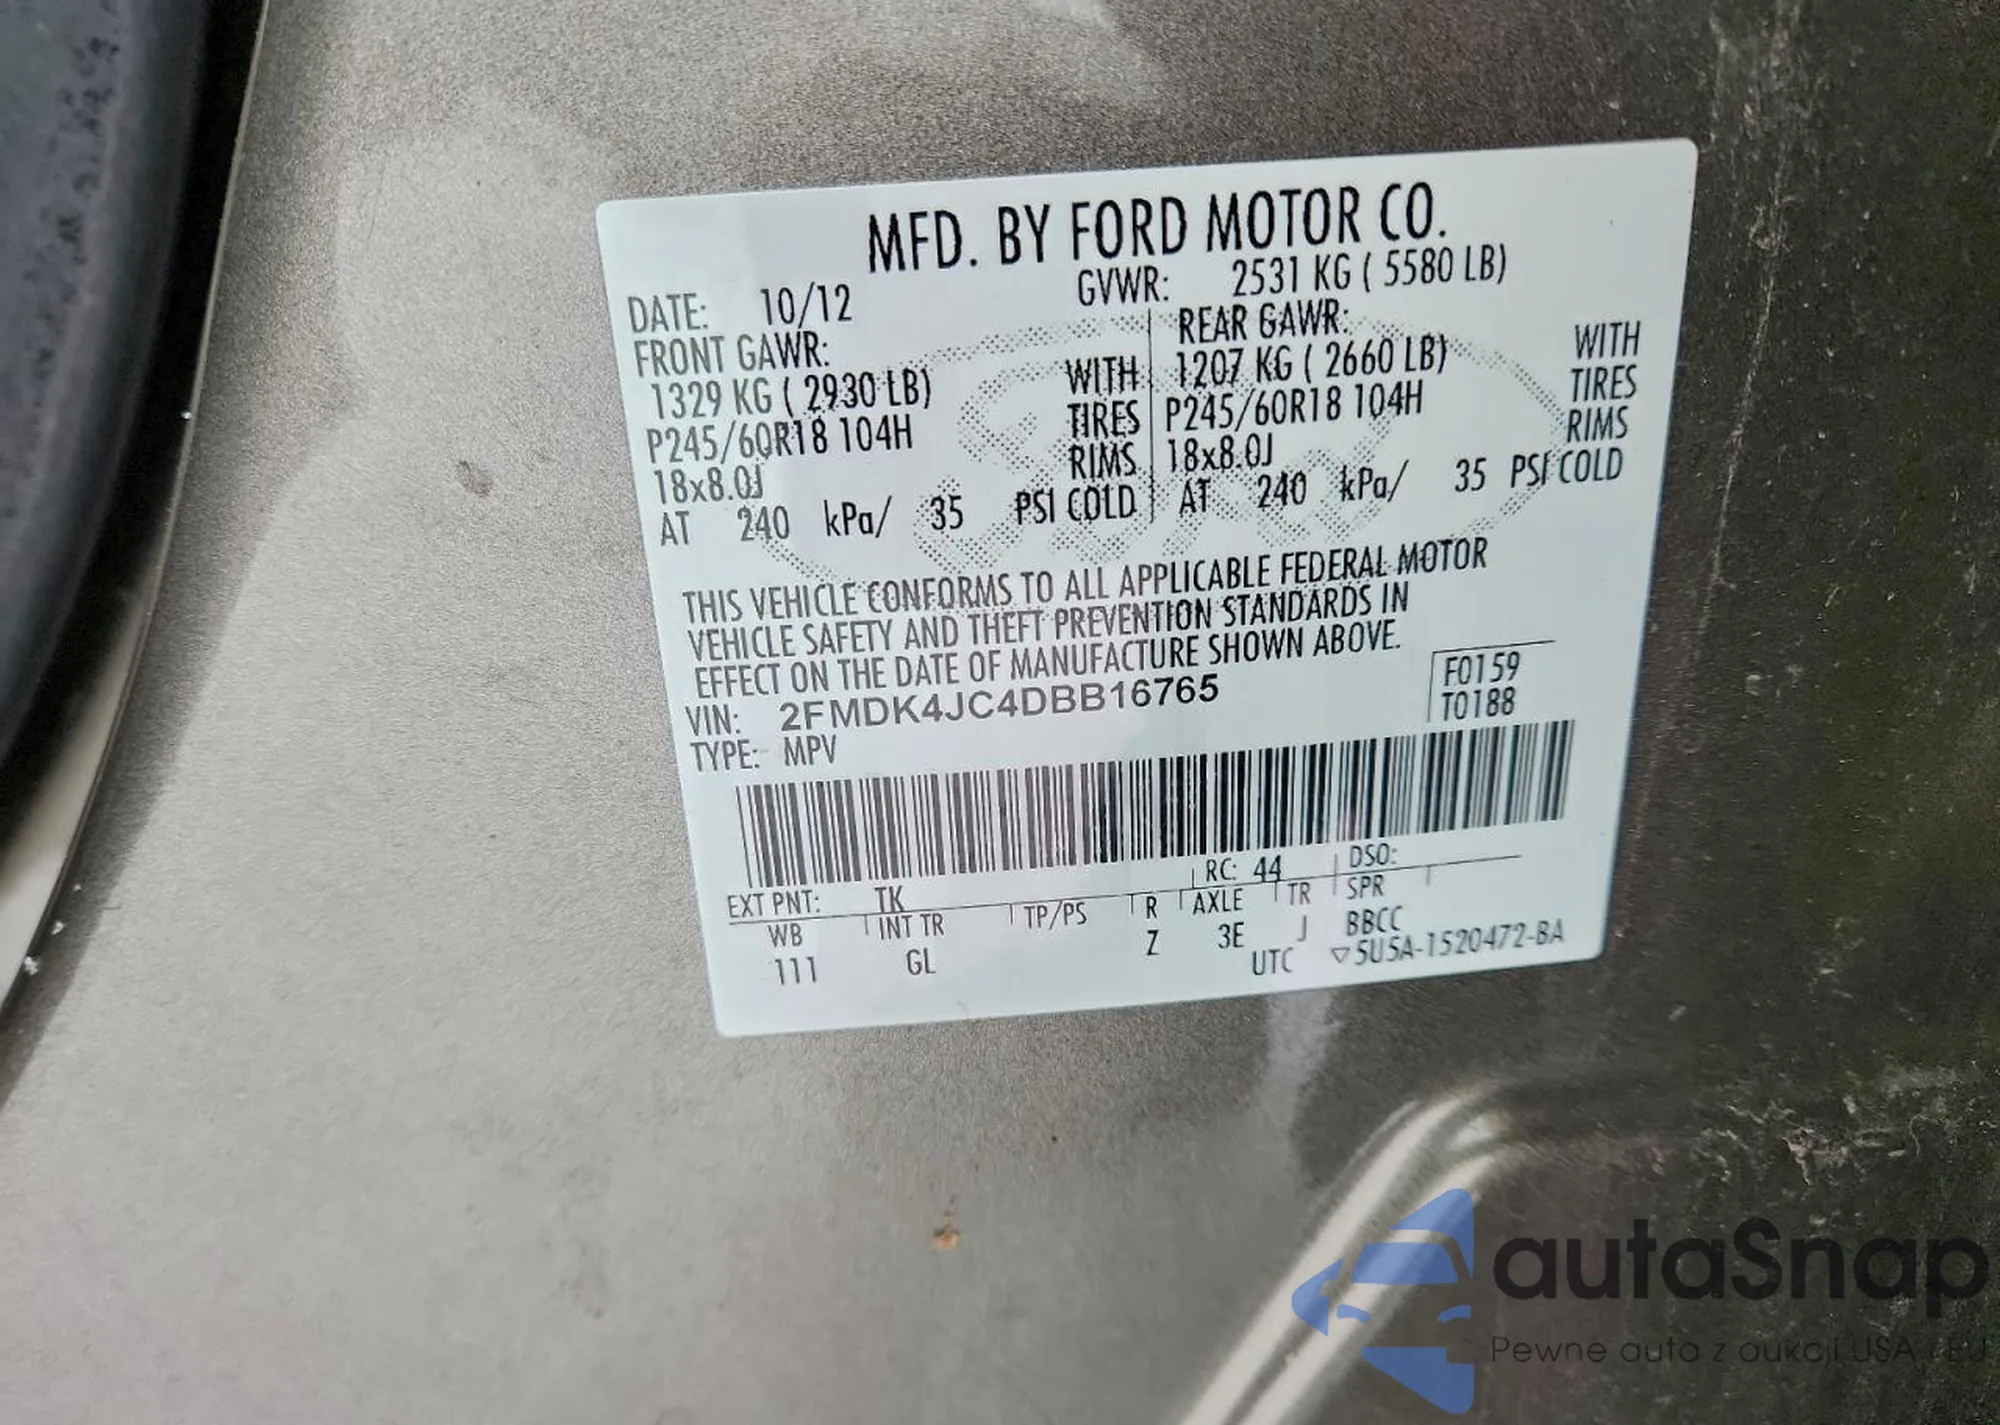 MFD. BY FORD MOTOR CO.
DATE: 10/12 GVWR: 2531 KG ( 5580 LB)
FRONT GAWR: REAR GAWR:
1329 KG ( 2930 LB) WITH 1207 KG ( 2660 LB) WITH
P245/60R18 104H TIRES P245/60R18 104H TIRES
18x8.0J RIMS 18x8.0J RIMS
AT 240 kPa/ 35 PSI COLD AT 240 kPa/ 35 PSI COLD
THIS VEHICLE CONFORMS TO ALL APPLICABLE FEDERAL MOTOR
VEHICLE SAFETY AND THEFT PREVENTION STANDARDS IN
EFFECT ON THE DATE OF MANUFACTURE SHOWN ABOVE.
VIN: 2FMDK4JC4DBB16765 F0159
TYPE: MPV T0188
EXT PNT: TK RC: 44 DSO:
WB INT TR TP/PS R AXLE TR SPR
111 GL Z 3E J BBCC
UTC ▽5U5A-1520472-BA
autaSnap
Pewne auta z aukcji USA i EU